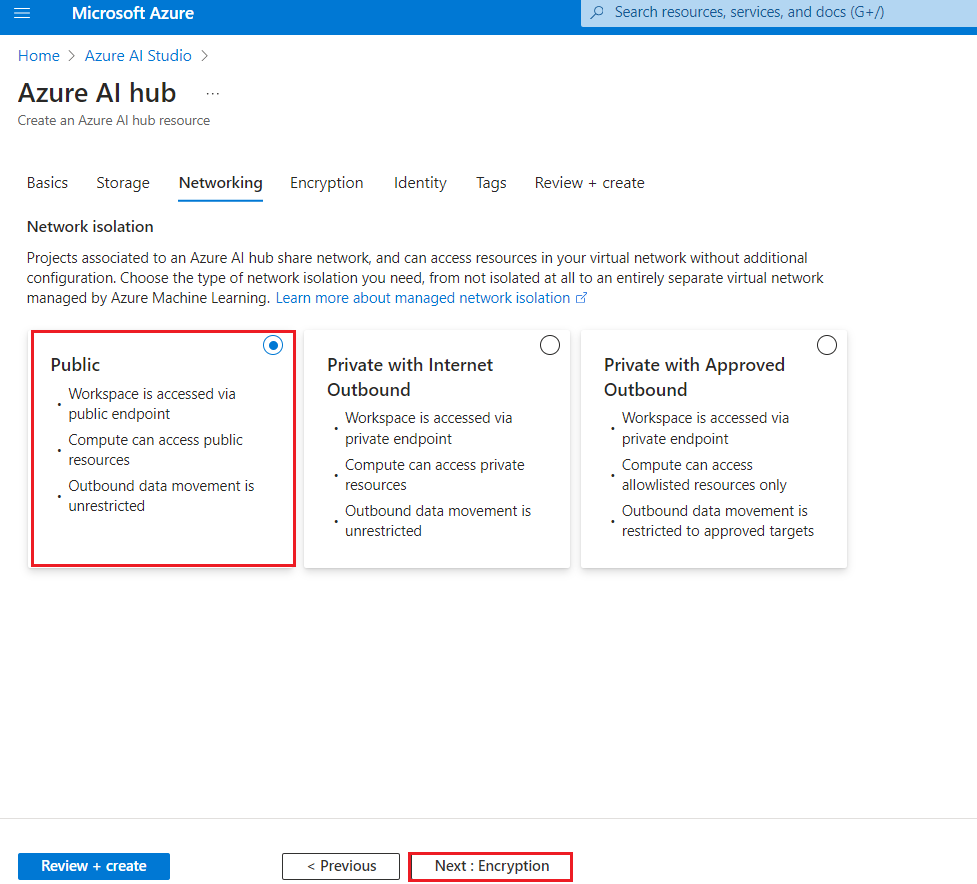 Microsoft Azure
Search resources, services, and docs (G+/)
Home > Azure AI Studio >
Azure AI hub ...
Create an Azure AI hub resource
Basics Storage Networking Encryption Identity Tags Review + create
Network isolation
Projects associated to an Azure AI hub share network, and can access resources in your virtual network without additional
configuration. Choose the type of network isolation you need, from not isolated at all to an entirely separate virtual network
managed by Azure Machine Learning. Learn more about managed network isolation
Public
• Workspace is accessed via
public endpoint
• Compute can access public
resources
• Outbound data movement is
unrestricted
Private with Internet
Outbound
• Workspace is accessed via
private endpoint
• Compute can access private
resources
• Outbound data movement is
unrestricted
Private with Approved
Outbound
• Workspace is accessed via
private endpoint
• Compute can access
allowlisted resources only
• Outbound data movement is
restricted to approved targets
Review + create
< Previous
Next : Encryption